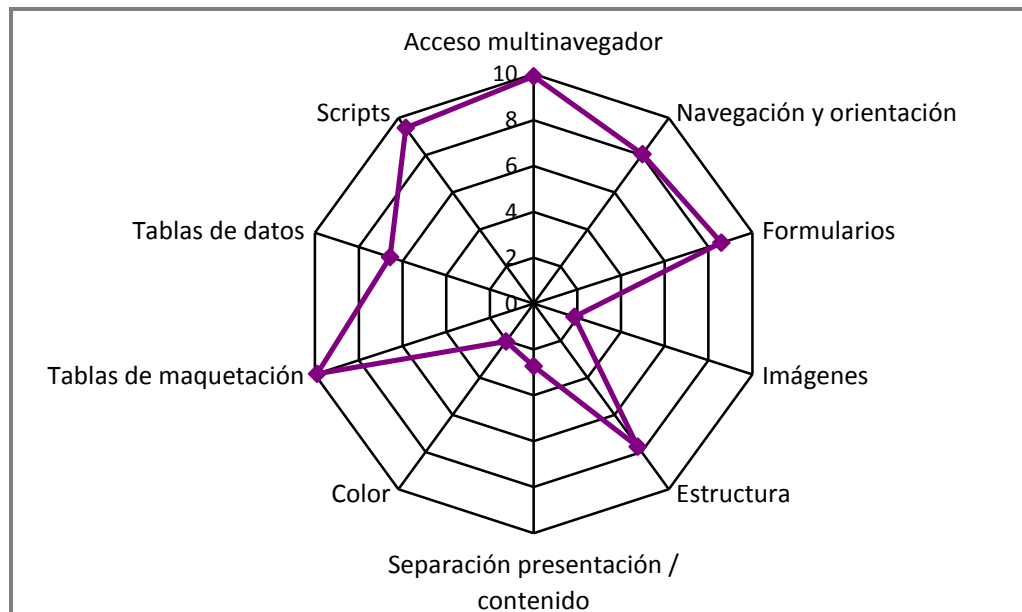 Acceso multinavegador
10
Scripts
Navegación y orientación
8
6
Tablas de datos
Formularios
4
2
0
Tablas de maquetación
Imágenes
Color
Estructura
Separación presentación /
contenido